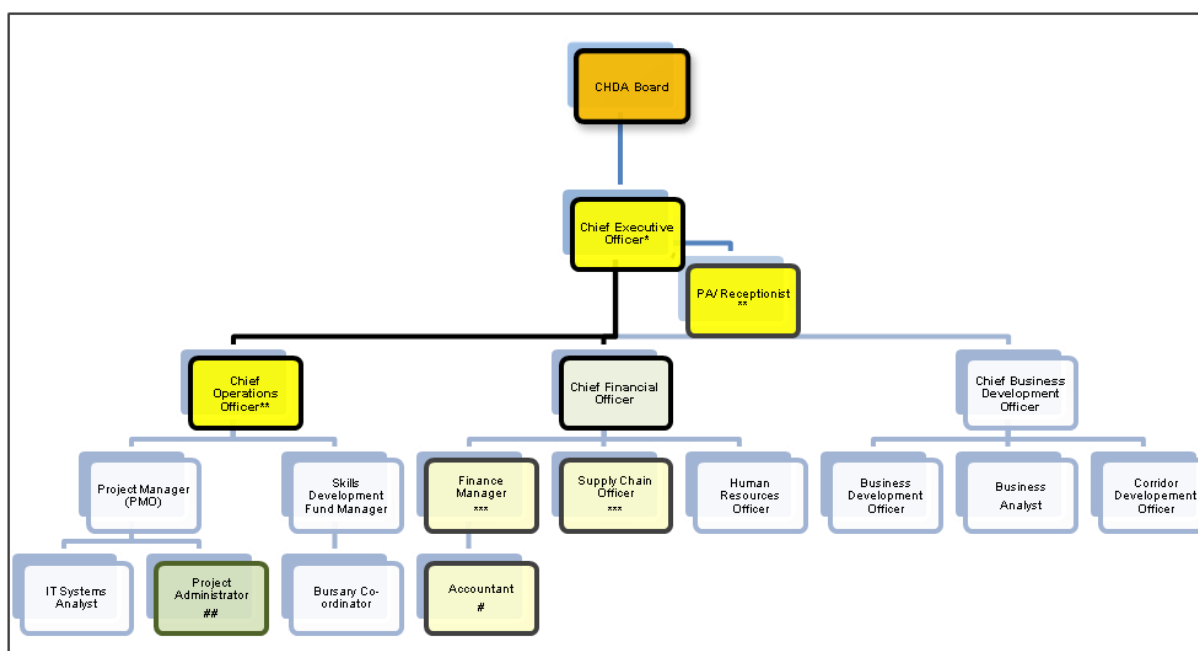 CHDA Board
Chief Executive
Officer*
PA/ Receptionist
**
Chief
Operations
Officer**
Chief Financial
Officer
Chief Business
Development
Officer
Project Manager
(PMO)
Skills
Development
Fund Manager
Finance
Manager
***
Supply Chain
Officer
***
Human
Resources
Officer
Business
Development
Officer
Business
Analyst
Corridor
Developement
Officer
IT Systems
Analyst
Project
Administrator
##
Bursary Co-
ordinator
Accountant
#